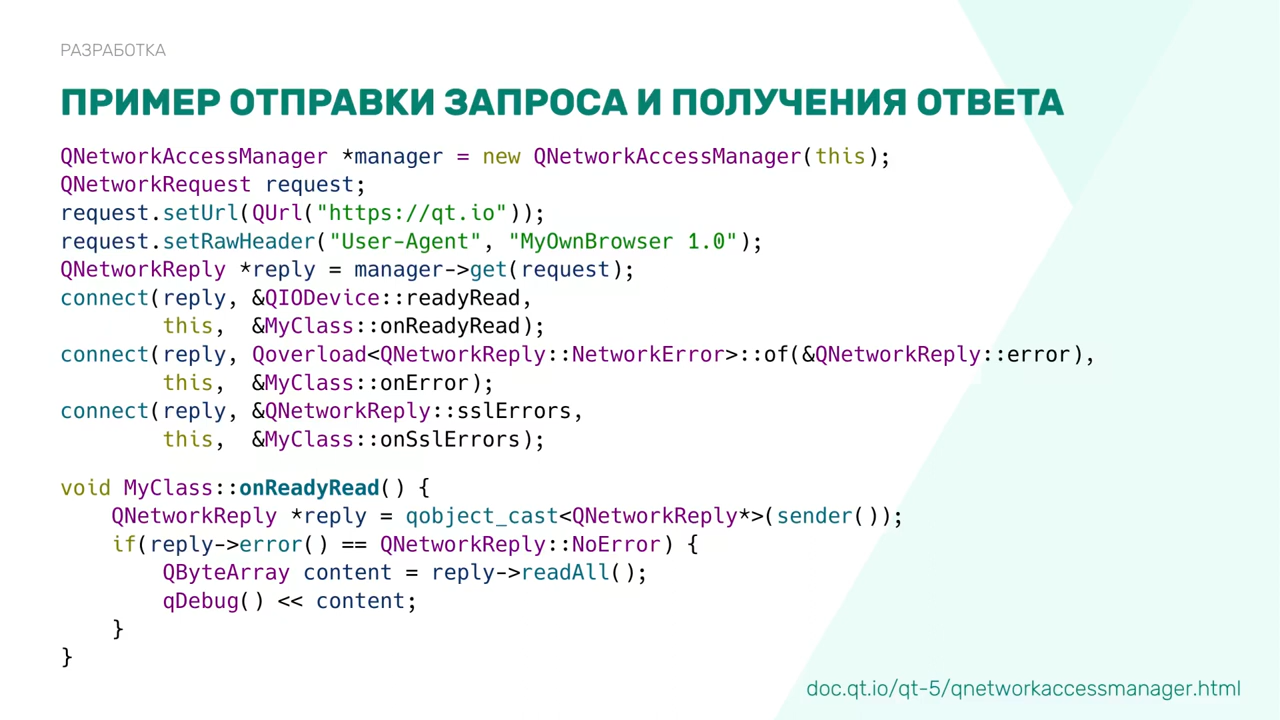 РАЗРАБОТКА
ПРИМЕР ОТПРАВКИ ЗАПРОСА И ПОЛУЧЕНИЯ ОТВЕТА
QNetworkAccessManager *manager = new QNetworkAccessManager(this);
QNetworkRequest request;
request.setUrl(QUrl("https://qt.io"));
request.setRawHeader("User-Agent", "MyOwnBrowser 1.0");
QNetworkReply *reply = manager->get(request);
connect(reply, &QIODevice::readyRead,
        this,  &MyClass::onReadyRead);
connect(reply, Qoverload<QNetworkReply::NetworkError>::of(&QNetworkReply::error),
        this,  &MyClass::onError);
connect(reply, &QNetworkReply::sslErrors,
        this,  &MyClass::onSslErrors);
void MyClass::onReadyRead() {
    QNetworkReply *reply = qobject_cast<QNetworkReply*>(sender());
    if(reply->error() == QNetworkReply::NoError) {
        QByteArray content = reply->readAll();
        qDebug() << content;
    }
}
doc.qt.io/qt-5/qnetworkaccessmanager.html